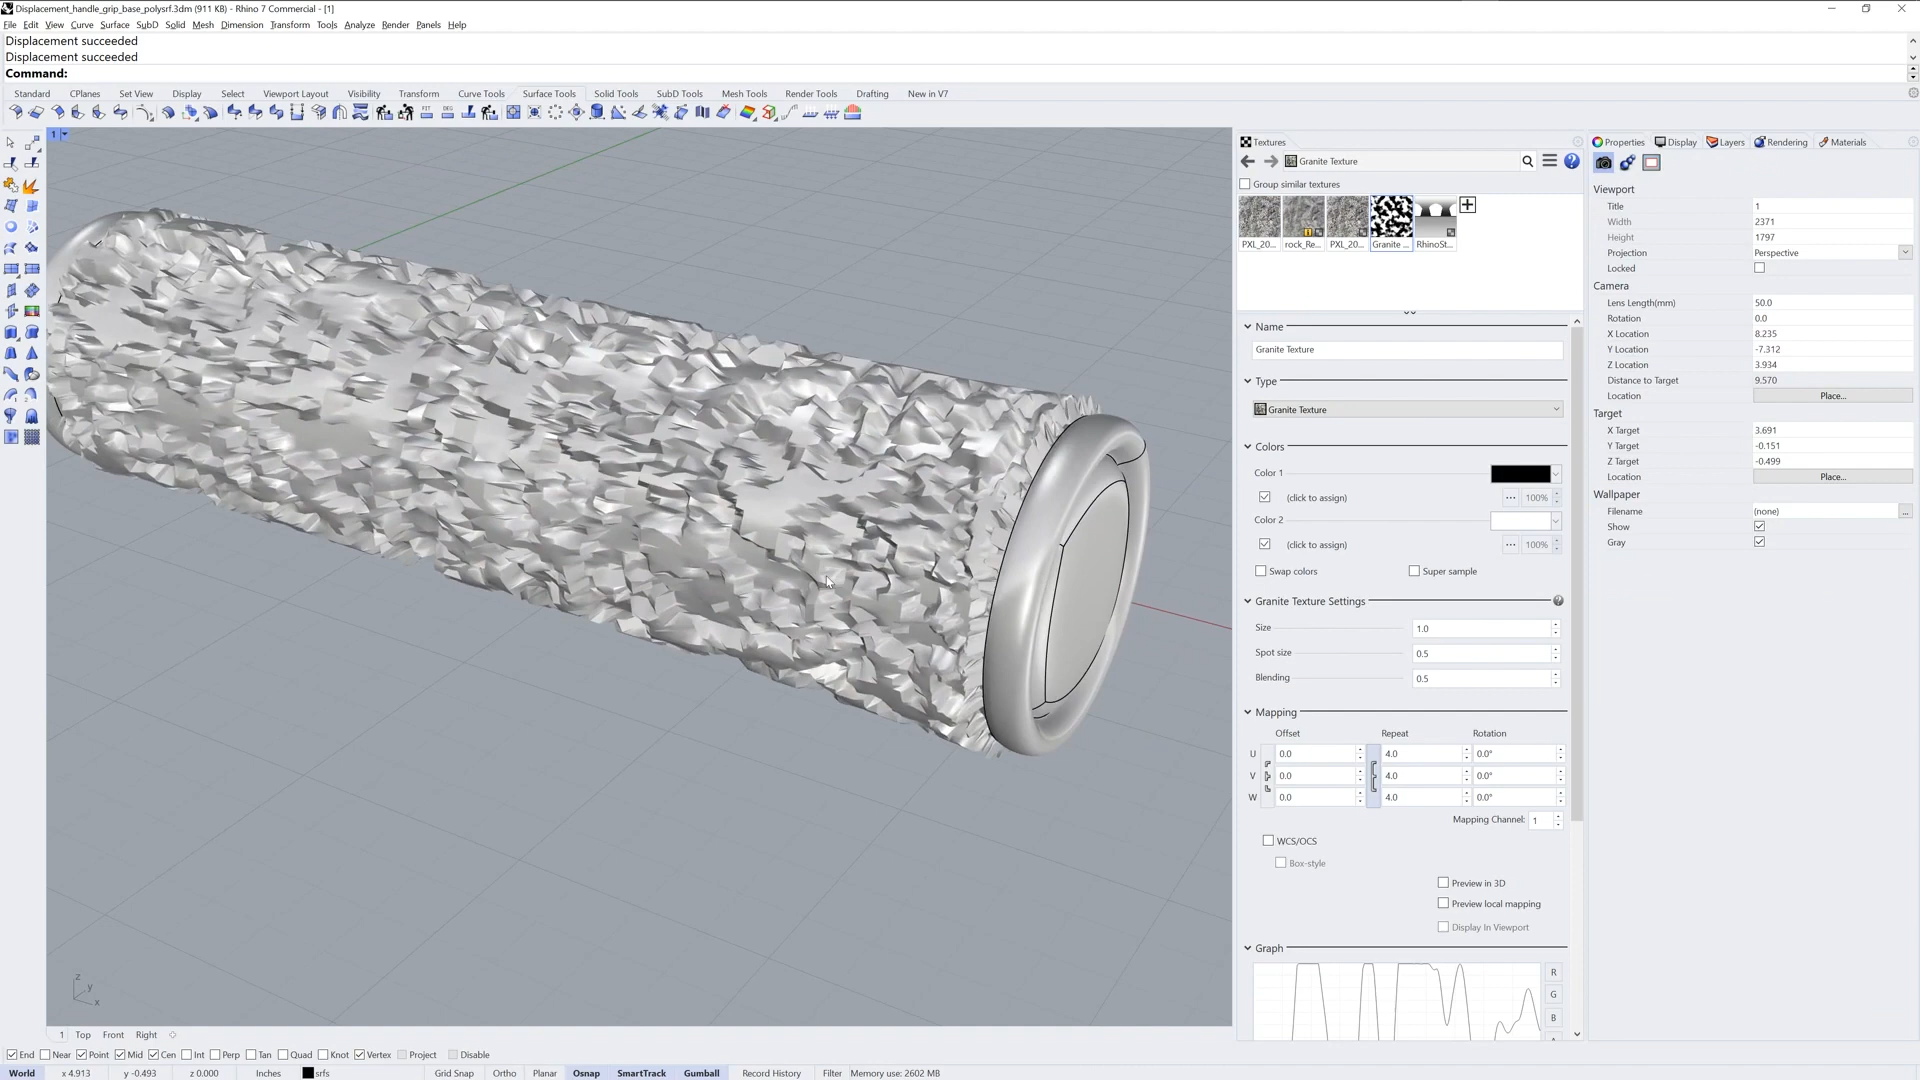 Displacement_handle_grip_base_polysrf.3dm (911 KB) - Rhino 7 Commercial - [1]
File Edit View Curve Surface SubD Solid Mesh Dimension Transform Tools Analyze Render Panels Help
Displacement succeeded
Displacement succeeded
Command:
Standard CPlanes Set View Display Select Viewport Layout Visibility Transform Curve Tools Surface Tools Solid Tools SubD Tools Mesh Tools Render Tools Drafting New in V7
1
Textures
Granite Texture
Group similar textures
PXL_20... rock_Re... PXL_20... Granite ... RhinoSt...
Name
Granite Texture
Type
Granite Texture
Colors
Color 1
(click to assign) ... 100%
Color 2
(click to assign) ... 100%
Swap colors Super sample
Granite Texture Settings
Size 1.0
Spot size 0.5
Blending 0.5
Mapping
Offset Repeat Rotation
U 0.0 4.0 0.0°
V 0.0 4.0 0.0°
W 0.0 4.0 0.0°
Mapping Channel: 1
WCS/OCS
Box-style
Preview in 3D
Preview local mapping
Display In Viewport
Graph
R
G
B
Properties Display Layers Rendering Materials
Viewport
Title 1
Width 2371
Height 1797
Projection Perspective
Locked
Camera
Lens Length(mm) 50.0
Rotation 0.0
X Location 8.235
Y Location -7.312
Z Location 3.934
Distance to Target 9.570
Location Place...
Target
X Target 3.691
Y Target -0.151
Z Target -0.499
Location Place...
Wallpaper
Filename (none) ...
Show
Gray
z
y
x
1 Top Front Right
End Near Point Mid Cen Int Perp Tan Quad Knot Vertex Project Disable
World x 4.913 y -0.493 z 0.000 Inches srfs Grid Snap Ortho Planar Osnap SmartTrack Gumball Record History Filter Memory use: 2602 MB